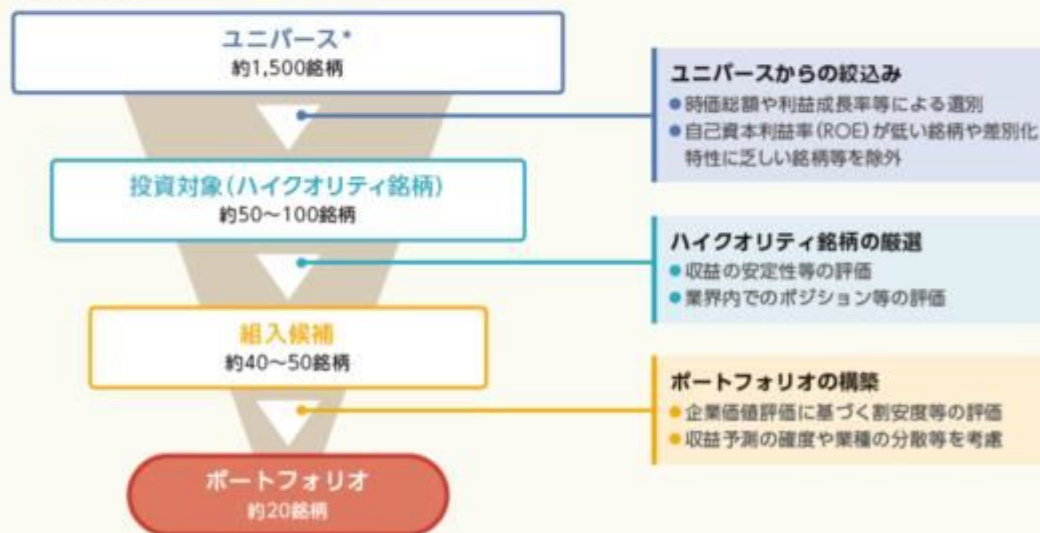 ユニバース*
約1,500銘柄
ユニバースからの絞込み
●時価総額や利益成長率等による選別
●自己資本利益率(ROE)が低い銘柄や差別化
特性に乏しい銘柄等を除外
投資対象(ハイクオリティ銘柄)
約50〜100銘柄
ハイクオリティ銘柄の厳選
●収益の安定性等の評価
●業界内でのポジション等の評価
組入候補
約40〜50銘柄
ポートフォリオの構築
●企業価値評価に基づく割安度等の評価
●収益予測の確度や業種の分散等を考慮
ポートフォリオ
約20銘柄